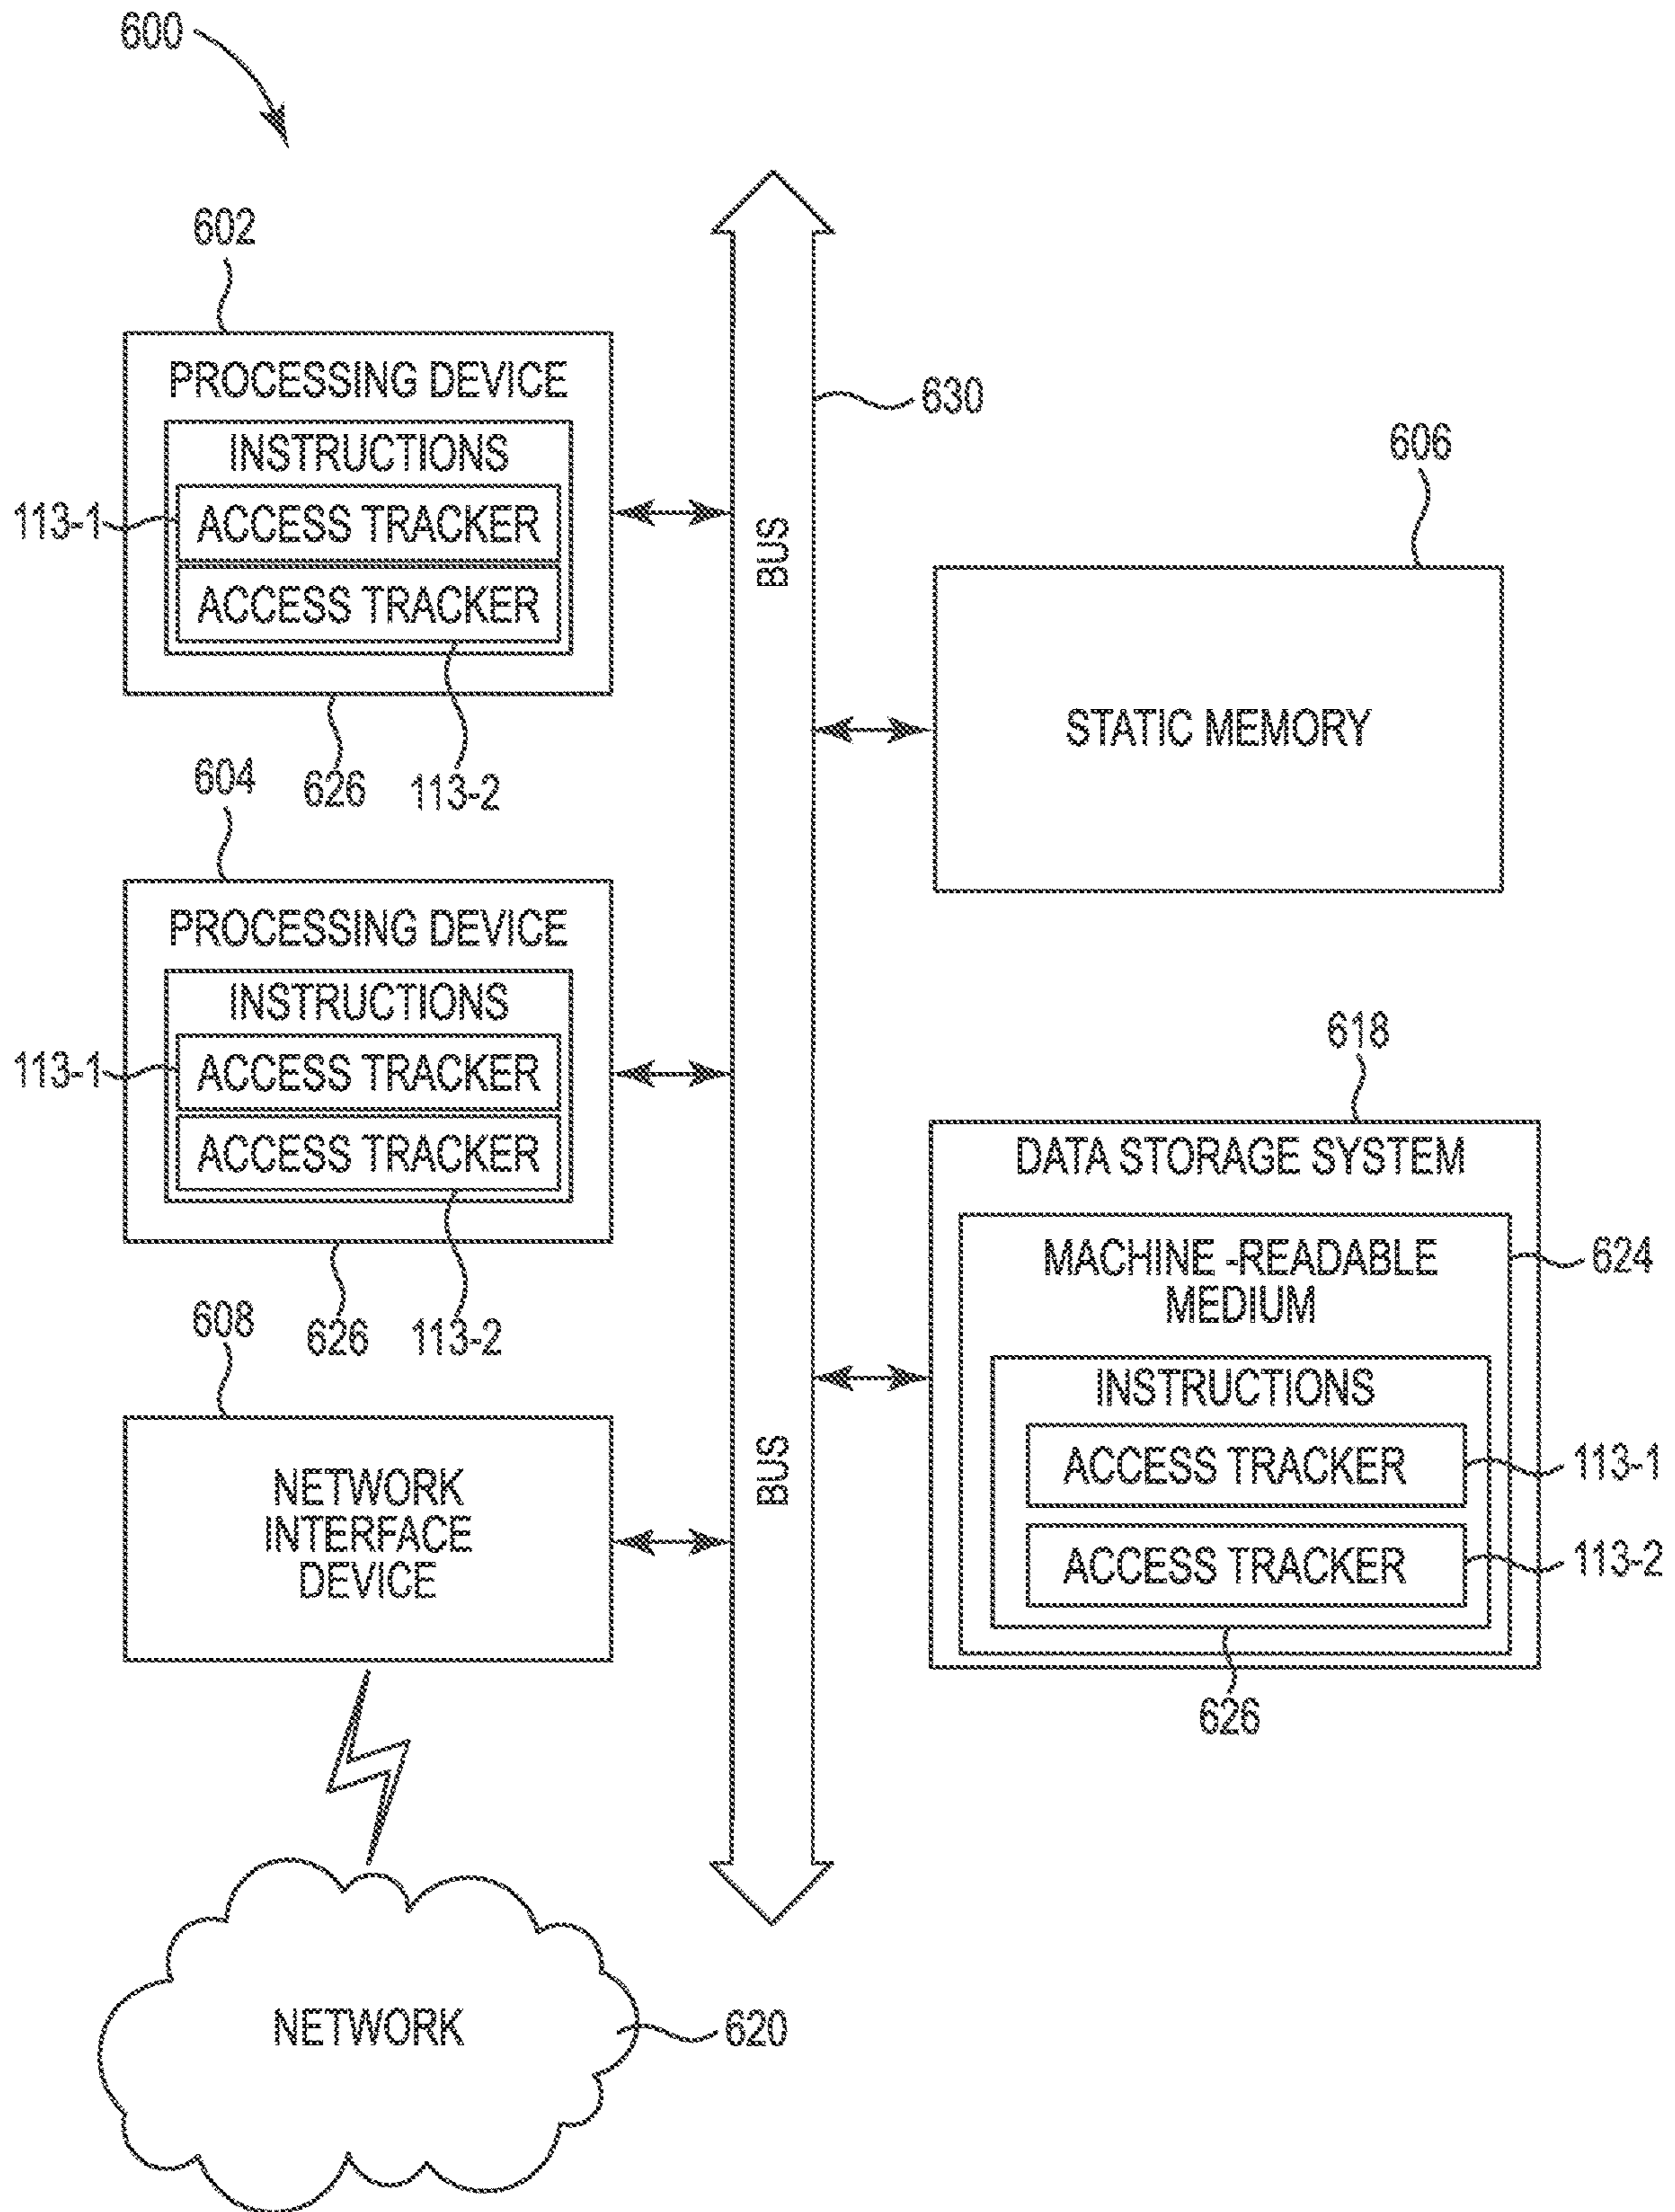 600
602
PROCESSING DEVICE
INSTRUCTIONS
113-1
ACCESS TRACKER
ACCESS TRACKER
626
113-2
604
PROCESSING DEVICE
INSTRUCTIONS
113-1
ACCESS TRACKER
ACCESS TRACKER
626
113-2
608
NETWORK
INTERFACE
DEVICE
NETWORK
620
BUS
BUS
630
606
STATIC MEMORY
618
DATA STORAGE SYSTEM
MACHINE -READABLE
MEDIUM
624
INSTRUCTIONS
ACCESS TRACKER
113-1
ACCESS TRACKER
113-2
626